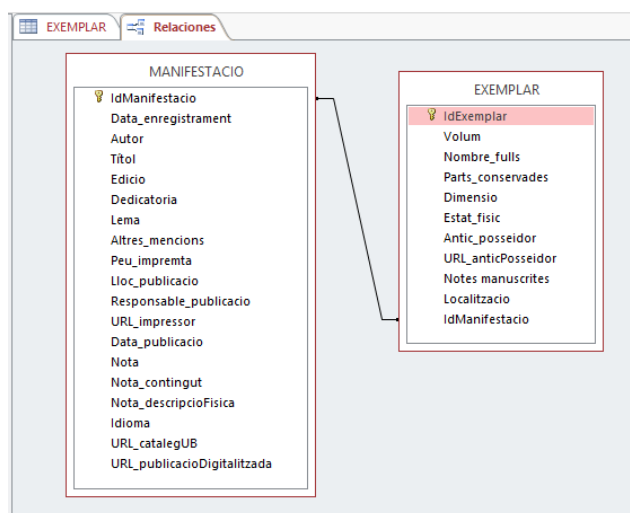 EXEMPLAR
Relaciones
MANIFESTACIO
IdManifestacio
Data_enregistrament
Autor
Títol
Edicio
Dedicatoria
Lema
Altres_mencions
Peu_impremta
Lloc_publicacio
Responsable_publicacio
URL_impressor
Data_publicacio
Nota
Nota_contingut
Nota_descripcioFisica
Idioma
URL_catalegUB
URL_publicacioDigitalitzada
EXEMPLAR
IdExemplar
Volum
Nombre_fulls
Parts_conservades
Dimensio
Estat_fisic
Antic_posseidor
URL_anticPosseidor
Notes manuscrites
Localitzacio
IdManifestacio